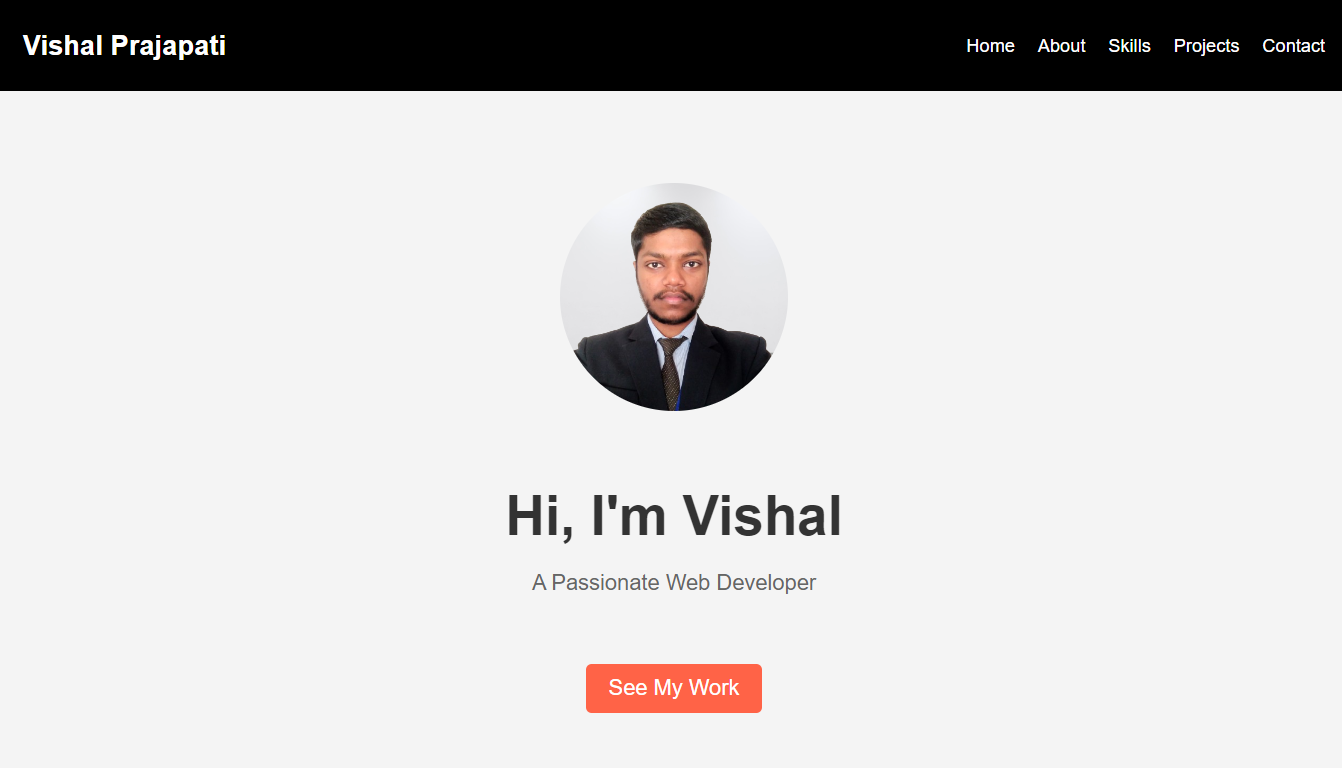 Vishal Prajapati
Home About Skills Projects Contact
Hi, I'm Vishal
A Passionate Web Developer
See My Work